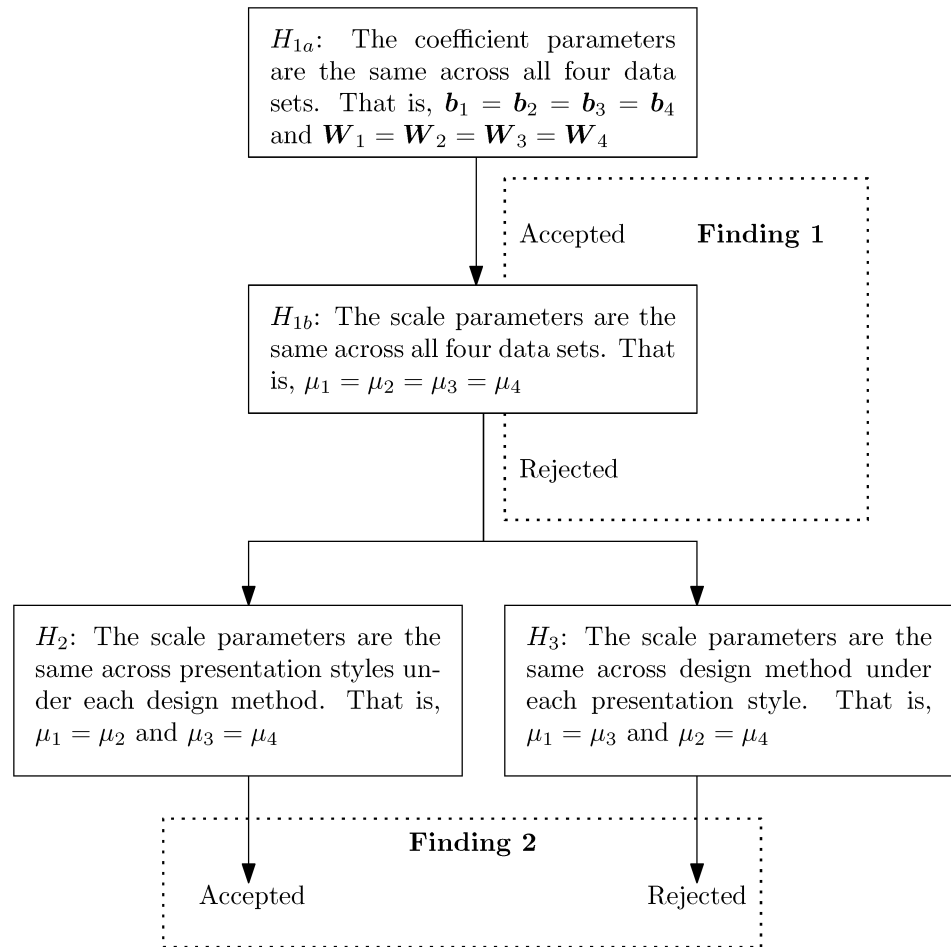 H₁ₐ: The coefficient parameters
are the same across all four data
sets. That is, b₁ = b₂ = b₃ = b₄
and W₁ = W₂ = W₃ = W₄
Accepted Finding 1
H₁b: The scale parameters are the
same across all four data sets. That
is, μ₁ = μ₂ = μ₃ = μ₄
Rejected
H₂: The scale parameters are the
same across presentation styles un-
der each design method. That is,
μ₁ = μ₂ and μ₃ = μ₄
H₃: The scale parameters are the
same across design method under
each presentation style. That is,
μ₁ = μ₃ and μ₂ = μ₄
Finding 2
Accepted
Rejected